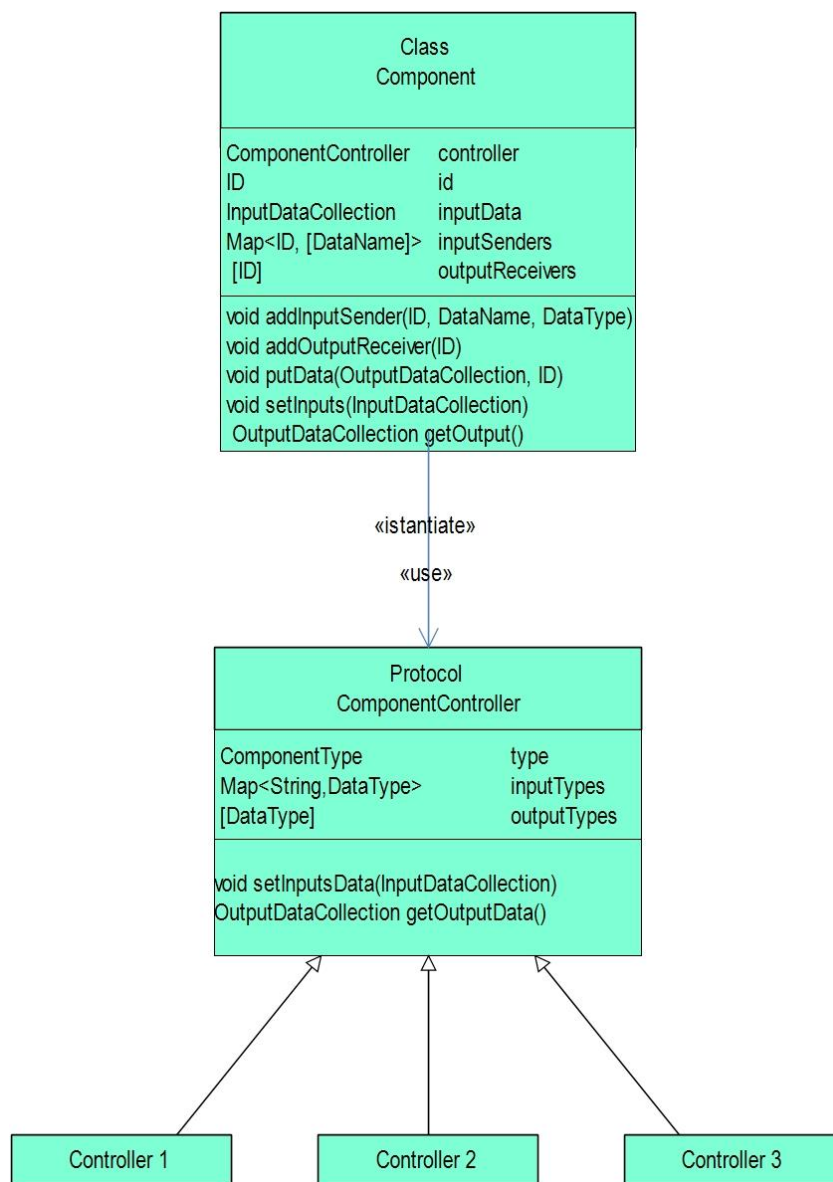 Class
Component
ComponentController controller
ID id
InputDataCollection inputData
Map<ID, [DataName]> inputSenders
[ID] outputReceivers
void addInputSender(ID, DataName, DataType)
void addOutputReceiver(ID)
void putData(OutputDataCollection, ID)
void setInputs(InputDataCollection)
OutputDataCollection getOutput()
«istantiate»
«use»
Protocol
ComponentController
ComponentType type
Map<String,DataType> inputTypes
[DataType] outputTypes
void setInputsData(InputDataCollection)
OutputDataCollection getOutputData()
Controller 1 Controller 2 Controller 3